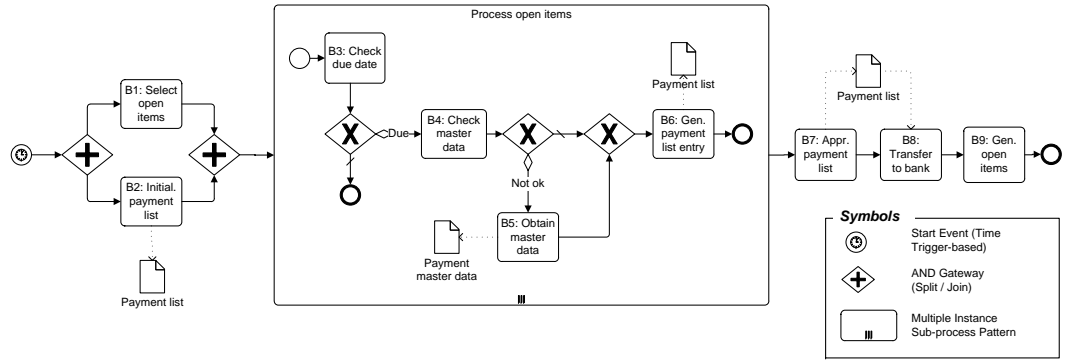 Process open items
B3: Check
due date
B1: Select
open
items
B2: Initial.
payment
list
Payment list
Due
B4: Check
master
data
Not ok
B5: Obtain
master
data
Payment
master data
Payment list
B6: Gen.
payment
list entry
Payment list
B7: Appr.
payment
list
B8:
Transfer
to bank
B9: Gen.
open
items
Symbols
Start Event (Time
Trigger-based)
AND Gateway
(Split / Join)
Multiple Instance
Sub-process Pattern